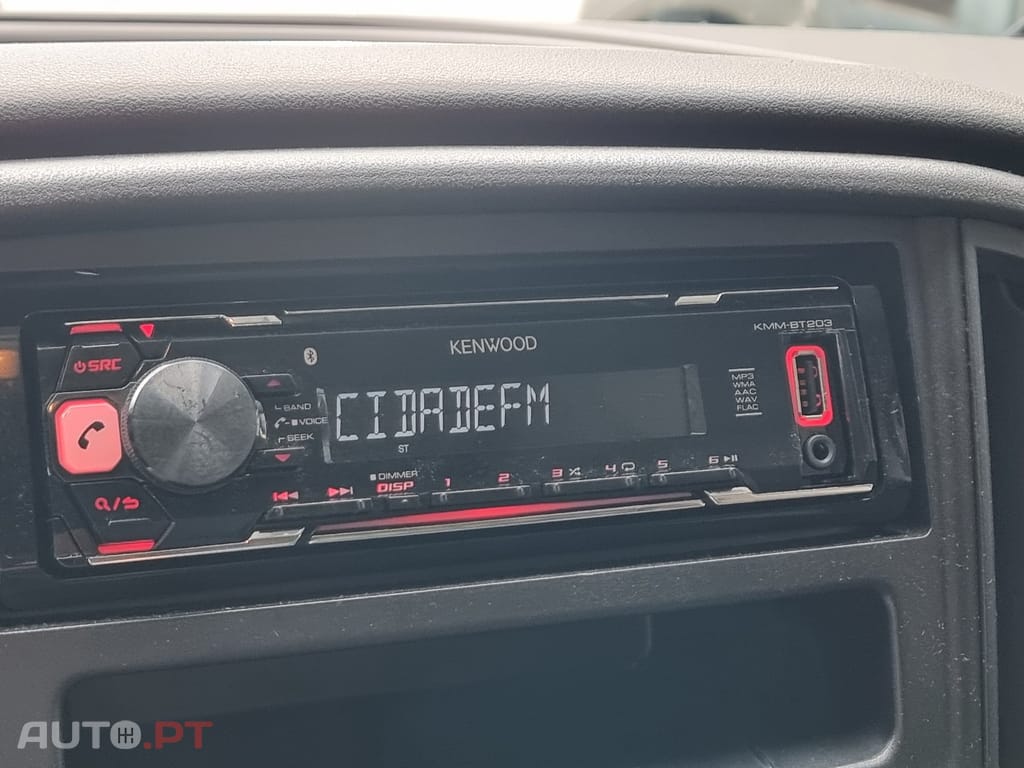 KMM-BT203
KENWOOD
SRC
BAND
VOICE
SEEK
CIDADEFM
ST
MP3
WMA
AAC
WAV
FLAC
DIMMER
DISP
1 2 3 4 5 6
AUTO.PT